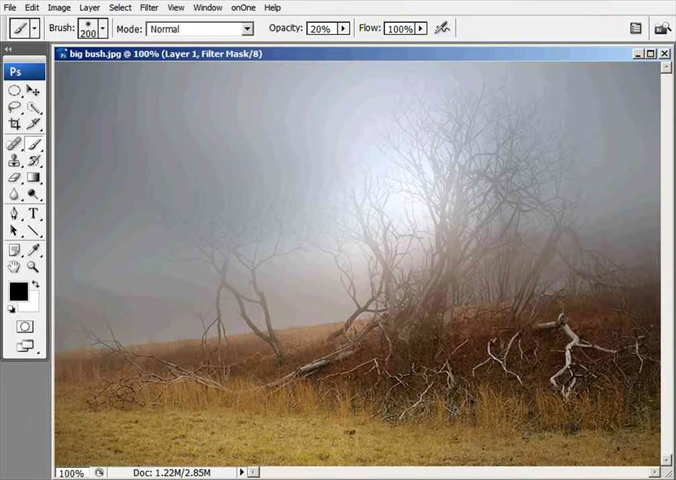 File Edit Image Layer Select Filter View Window onOne Help
Brush: 200 Mode: Normal Opacity: 20% Flow: 100%
Ps
big bush.jpg @ 100% (Layer 1, Filter Mask/8)
T
100% Doc: 1.22M/2.85M